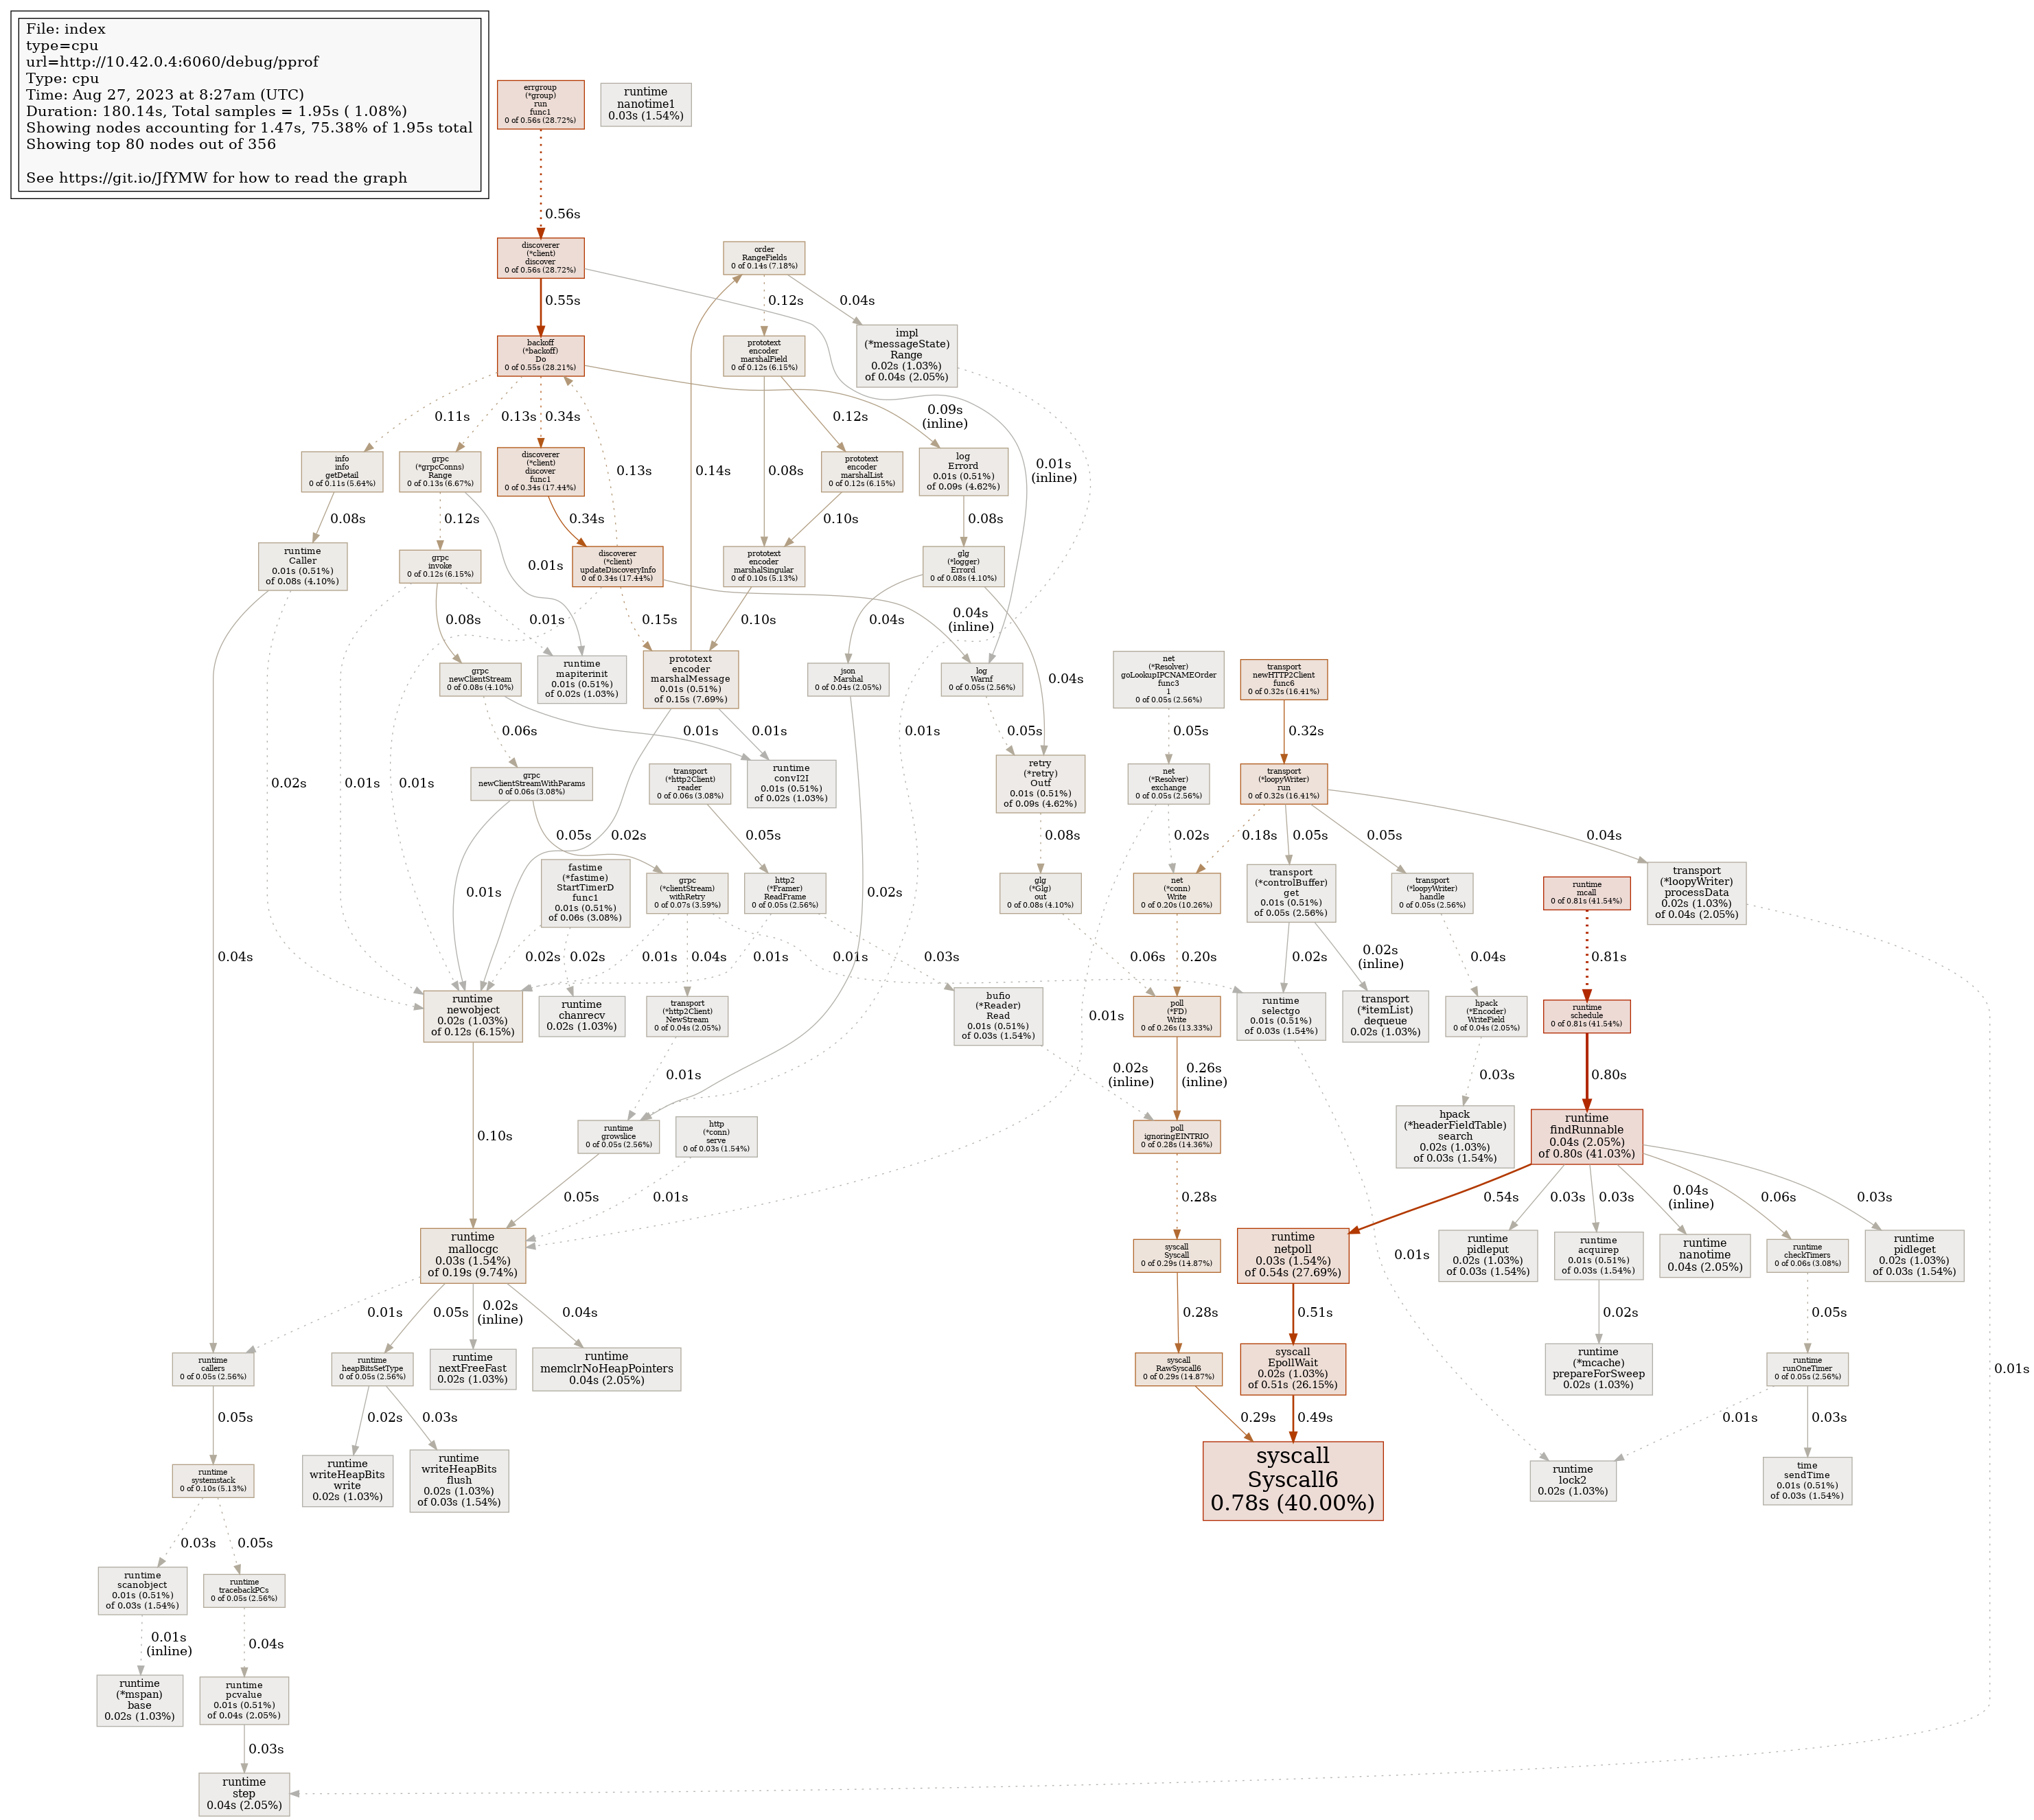 File: index
type=cpu
url=http://10.42.0.4:6060/debug/pprof
Type: cpu
Time: Aug 27, 2023 at 8:27am (UTC)
Duration: 180.14s, Total samples = 1.95s ( 1.08%)
Showing nodes accounting for 1.47s, 75.38% of 1.95s total
Showing top 80 nodes out of 356
See https://git.io/JfYMW for how to read the graph
errgroup
(*group)
run
func1
0 of 0.56s (28.72%)
runtime
nanotime1
0.03s (1.54%)
0.56s
discoverer
(*client)
discover
0 of 0.56s (28.72%)
order
RangeFields
0 of 0.14s (7.18%)
0.55s
0.12s
0.04s
backoff
(*backoff)
Do
0 of 0.55s (28.21%)
prototext
encoder
marshalField
0 of 0.12s (6.15%)
impl
(*messageState)
Range
0.02s (1.03%)
of 0.04s (2.05%)
0.11s
0.13s
0.34s
0.12s
0.09s
(inline)
info
info
getDetail
0 of 0.11s (5.64%)
grpc
(*grpcConns)
Range
0 of 0.13s (6.67%)
discoverer
(*client)
discover
func1
0 of 0.34s (17.44%)
0.13s
0.14s
0.08s
prototext
encoder
marshalList
0 of 0.12s (6.15%)
log
Errord
0.01s (0.51%)
of 0.09s (4.62%)
0.01s
(inline)
0.08s
0.12s
0.34s
0.10s
0.08s
runtime
Caller
0.01s (0.51%)
of 0.08s (4.10%)
grpc
invoke
0 of 0.12s (6.15%)
0.01s
discoverer
(*client)
updateDiscoveryInfo
0 of 0.34s (17.44%)
prototext
encoder
marshalSingular
0 of 0.10s (5.13%)
glg
(*logger)
Errord
0 of 0.08s (4.10%)
0.08s
0.01s
0.15s
0.10s
0.04s
0.04s
(inline)
grpc
newClientStream
0 of 0.08s (4.10%)
runtime
mapiterinit
0.01s (0.51%)
of 0.02s (1.03%)
prototext
encoder
marshalMessage
0.01s (0.51%)
of 0.15s (7.69%)
json
Marshal
0 of 0.04s (2.05%)
log
Warnf
0 of 0.05s (2.56%)
0.04s
net
(*Resolver)
goLookupIPCNAMEOrder
func3
1
0 of 0.05s (2.56%)
transport
newHTTP2Client
func6
0 of 0.32s (16.41%)
0.06s
0.01s
0.01s
0.01s
0.05s
0.05s
0.32s
0.02s
0.01s
0.01s
grpc
newClientStreamWithParams
0 of 0.06s (3.08%)
transport
(*http2Client)
reader
0 of 0.06s (3.08%)
runtime
convI2I
0.01s (0.51%)
of 0.02s (1.03%)
retry
(*retry)
Outf
0.01s (0.51%)
of 0.09s (4.62%)
net
(*Resolver)
exchange
0 of 0.05s (2.56%)
transport
(*loopyWriter)
run
0 of 0.32s (16.41%)
0.05s
0.02s
0.05s
0.08s
0.02s
0.18s
0.05s
0.05s
0.04s
0.01s
fastime
(*fastime)
StartTimerD
func1
0.01s (0.51%)
of 0.06s (3.08%)
grpc
(*clientStream)
withRetry
0 of 0.07s (3.59%)
http2
(*Framer)
ReadFrame
0 of 0.05s (2.56%)
0.02s
glg
(*Glg)
out
0 of 0.08s (4.10%)
net
(*conn)
Write
0 of 0.20s (10.26%)
transport
(*controlBuffer)
get
0.01s (0.51%)
of 0.05s (2.56%)
transport
(*loopyWriter)
handle
0 of 0.05s (2.56%)
runtime
mcall
0 of 0.81s (41.54%)
transport
(*loopyWriter)
processData
0.02s (1.03%)
of 0.04s (2.05%)
0.04s
0.02s
0.02s
0.01s
0.04s
0.01s
0.01s
0.03s
0.06s
0.20s
0.02s
0.02s
(inline)
0.04s
0.81s
runtime
newobject
0.02s (1.03%)
of 0.12s (6.15%)
runtime
chanrecv
0.02s (1.03%)
transport
(*http2Client)
NewStream
0 of 0.04s (2.05%)
bufio
(*Reader)
Read
0.01s (0.51%)
of 0.03s (1.54%)
0.01s
poll
(*FD)
Write
0 of 0.26s (13.33%)
runtime
selectgo
0.01s (0.51%)
of 0.03s (1.54%)
transport
(*itemList)
dequeue
0.02s (1.03%)
hpack
(*Encoder)
WriteField
0 of 0.04s (2.05%)
runtime
schedule
0 of 0.81s (41.54%)
0.01s
0.02s
(inline)
0.26s
(inline)
0.03s
0.80s
0.10s
runtime
growslice
0 of 0.05s (2.56%)
http
(*conn)
serve
0 of 0.03s (1.54%)
poll
ignoringEINTRIO
0 of 0.28s (14.36%)
hpack
(*headerFieldTable)
search
0.02s (1.03%)
of 0.03s (1.54%)
runtime
findRunnable
0.04s (2.05%)
of 0.80s (41.03%)
0.05s
0.01s
0.28s
0.54s
0.03s
0.03s
0.04s
(inline)
0.06s
0.03s
runtime
mallocgc
0.03s (1.54%)
of 0.19s (9.74%)
syscall
Syscall
0 of 0.29s (14.87%)
runtime
netpoll
0.03s (1.54%)
of 0.54s (27.69%)
0.01s
runtime
pidleput
0.02s (1.03%)
of 0.03s (1.54%)
runtime
acquirep
0.01s (0.51%)
of 0.03s (1.54%)
runtime
nanotime
0.04s (2.05%)
runtime
checkTimers
0 of 0.06s (3.08%)
runtime
pidleget
0.02s (1.03%)
of 0.03s (1.54%)
0.01s
0.05s
0.02s
(inline)
0.04s
0.28s
0.51s
0.02s
0.05s
runtime
callers
0 of 0.05s (2.56%)
runtime
heapBitsSetType
0 of 0.05s (2.56%)
runtime
nextFreeFast
0.02s (1.03%)
runtime
memclrNoHeapPointers
0.04s (2.05%)
syscall
RawSyscall6
0 of 0.29s (14.87%)
syscall
EpollWait
0.02s (1.03%)
of 0.51s (26.15%)
runtime
(*mcache)
prepareForSweep
0.02s (1.03%)
runtime
runOneTimer
0 of 0.05s (2.56%)
0.01s
0.05s
0.02s
0.03s
0.29s
0.49s
0.01s
0.03s
runtime
systemstack
0 of 0.10s (5.13%)
runtime
writeHeapBits
write
0.02s (1.03%)
runtime
writeHeapBits
flush
0.02s (1.03%)
of 0.03s (1.54%)
syscall
Syscall6
0.78s (40.00%)
runtime
lock2
0.02s (1.03%)
time
sendTime
0.01s (0.51%)
of 0.03s (1.54%)
0.03s
0.05s
runtime
scanobject
0.01s (0.51%)
of 0.03s (1.54%)
runtime
tracebackPCs
0 of 0.05s (2.56%)
0.01s
(inline)
0.04s
runtime
(*mspan)
base
0.02s (1.03%)
runtime
pcvalue
0.01s (0.51%)
of 0.04s (2.05%)
0.03s
runtime
step
0.04s (2.05%)